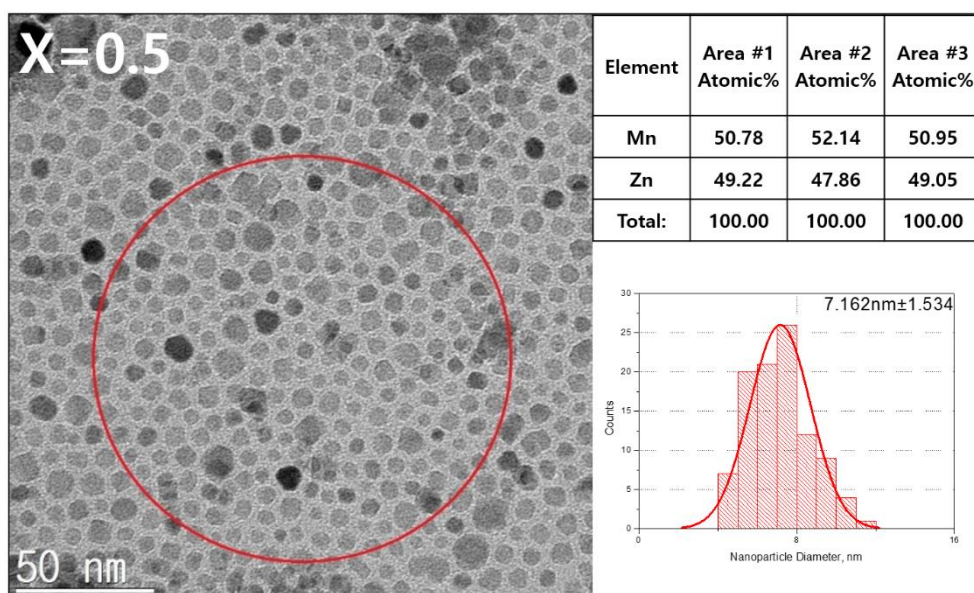 X=0.5
50 nm
Element Area #1 Atomic% Area #2 Atomic% Area #3 Atomic%
Mn 50.78 52.14 50.95
Zn 49.22 47.86 49.05
Total: 100.00 100.00 100.00
7.162nm±1.534
30
25
20
15
10
5
0
Counts
0 8 16
Nanoparticle Diameter, nm